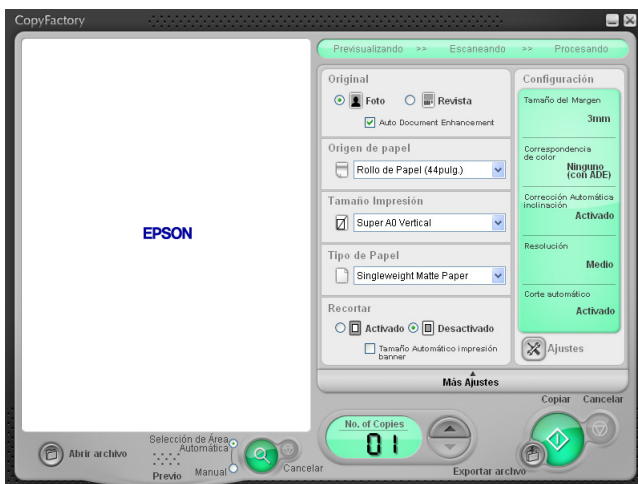 CopyFactory
Previsualizando >> Escaneando >> Procesando
Original
Foto Revista
Auto Document Enhancement
Origen de papel
Rollo de Papel (44pulg.)
Tamaño Impresión
Super A0 Vertical
Tipo de Papel
Singleweight Matte Paper
Recortar
Activado Desactivado
Tamaño Automático impresión
banner
Configuración
Tamaño del Margen
3mm
Correspondencia
de color
Ninguno
(con ADE)
Corrección Automática
inclinación
Activado
Resolución
Medio
Corte automático
Activado
Ajustes
Más Ajustes
EPSON
Abrir archivo
Selección de Área
Automática
Manual
Previo
Cancelar
No. of Copies
01
Copiar Cancelar
Exportar archivo